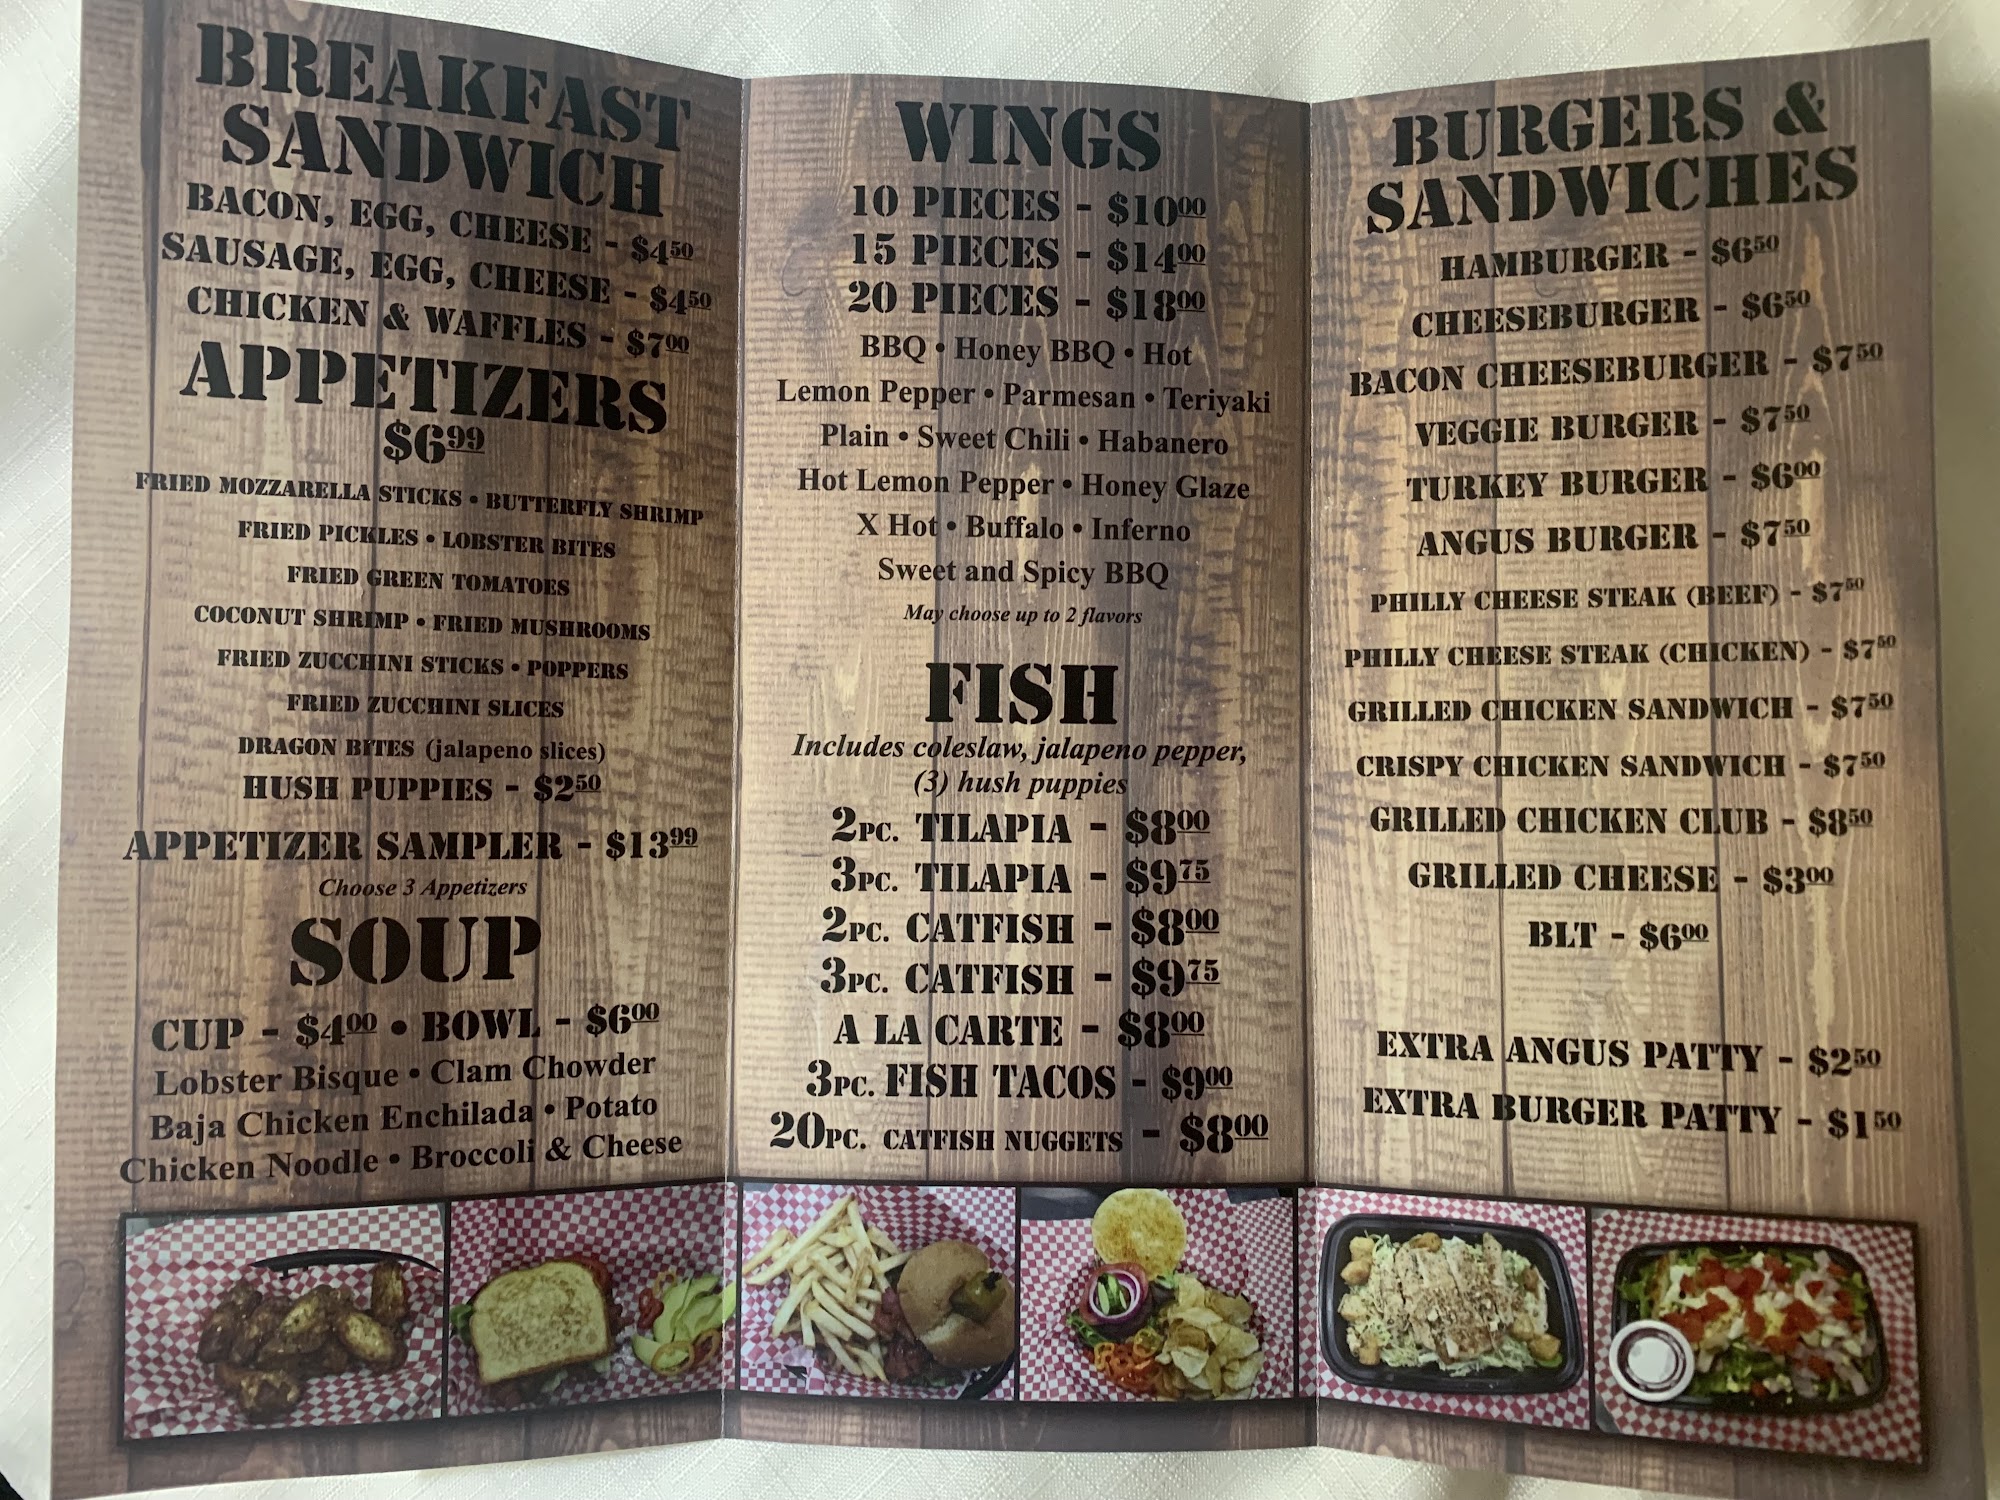 BREAKFAST
SANDWICH
BACON, EGG, CHEESE - $4 50
SAUSAGE, EGG, CHEESE - $4 50
CHICKEN & WAFFLES - $7 00
APPETIZERS
$6 99
FRIED MOZZARELLA STICKS • BUTTERFLY SHRIMP
FRIED PICKLES • LOBSTER BITES
FRIED GREEN TOMATOES
COCONUT SHRIMP • FRIED MUSHROOMS
FRIED ZUCCHINI STICKS • POPPERS
FRIED ZUCCHINI SLICES
DRAGON BITES (jalapeno slices)
HUSH PUPPIES - $2 50
APPETIZER SAMPLER - $13 99
Choose 3 Appetizers
SOUP
CUP - $4 00 • BOWL - $6 00
Lobster Bisque • Clam Chowder
Baja Chicken Enchilada • Potato
Chicken Noodle • Broccoli & Cheese
WINGS
10 PIECES - $10 00
15 PIECES - $14 00
20 PIECES - $18 00
BBQ • Honey BBQ • Hot
Lemon Pepper • Parmesan • Teriyaki
Plain • Sweet Chili • Habanero
Hot Lemon Pepper • Honey Glaze
X Hot • Buffalo • Inferno
Sweet and Spicy BBQ
May choose up to 2 flavors
FISH
Includes coleslaw, jalapeno pepper,
(3) hush puppies
2PC. TILAPIA - $8 00
3PC. TILAPIA - $9 75
2PC. CATFISH - $8 00
3PC. CATFISH - $9 75
A LA CARTE - $8 00
3PC. FISH TACOS - $9 00
20PC. CATFISH NUGGETS - $8 00
BURGERS &
SANDWICHES
HAMBURGER - $6 50
CHEESEBURGER - $6 50
BACON CHEESEBURGER - $7 50
VEGGIE BURGER - $7 50
TURKEY BURGER - $6 00
ANGUS BURGER - $7 50
PHILLY CHEESE STEAK (BEEF) - $7 50
PHILLY CHEESE STEAK (CHICKEN) - $7 50
GRILLED CHICKEN SANDWICH - $7 50
CRISPY CHICKEN SANDWICH - $7 50
GRILLED CHICKEN CLUB - $8 50
GRILLED CHEESE - $3 00
BLT - $6 00
EXTRA ANGUS PATTY - $2 50
EXTRA BURGER PATTY - $1 50